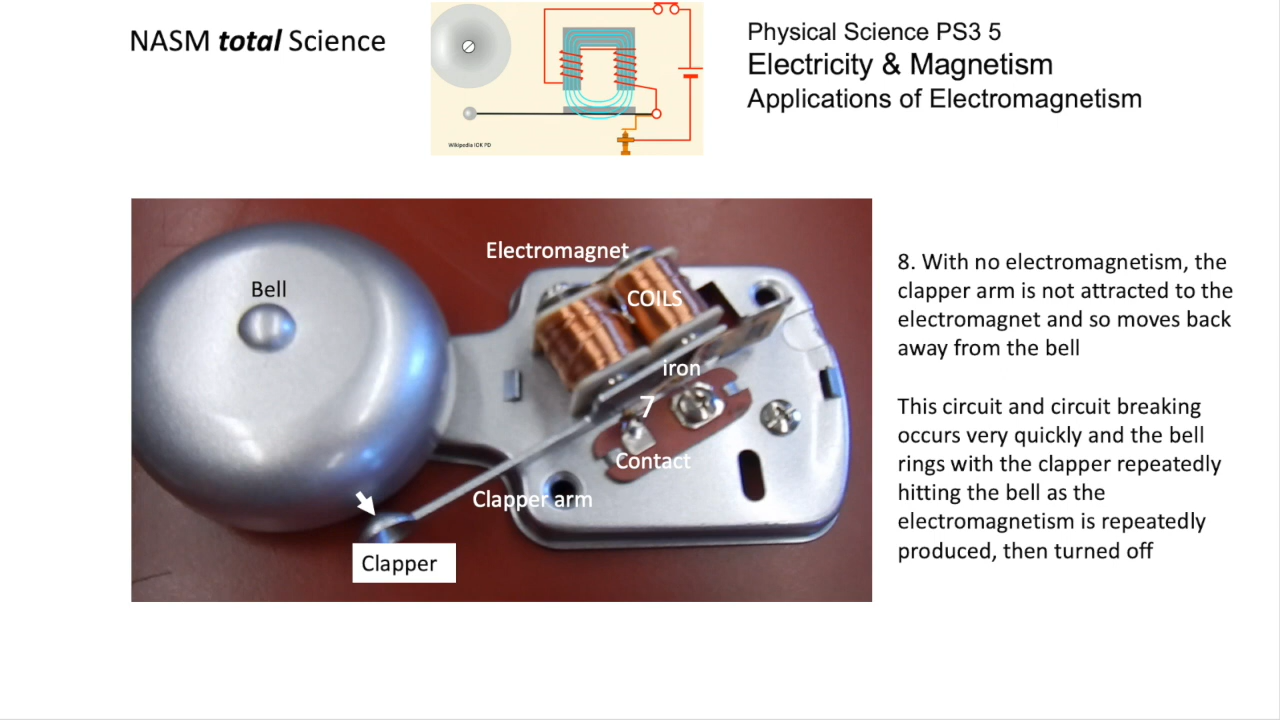 NASM total Science
Wikipedia IOK PD
Physical Science PS3 5
Electricity & Magnetism
Applications of Electromagnetism
Electromagnet
Bell
COILS
iron
7
Contact
Clapper arm
Clapper
8. With no electromagnetism, the
clapper arm is not attracted to the
electromagnet and so moves back
away from the bell
This circuit and circuit breaking
occurs very quickly and the bell
rings with the clapper repeatedly
hitting the bell as the
electromagnetism is repeatedly
produced, then turned off